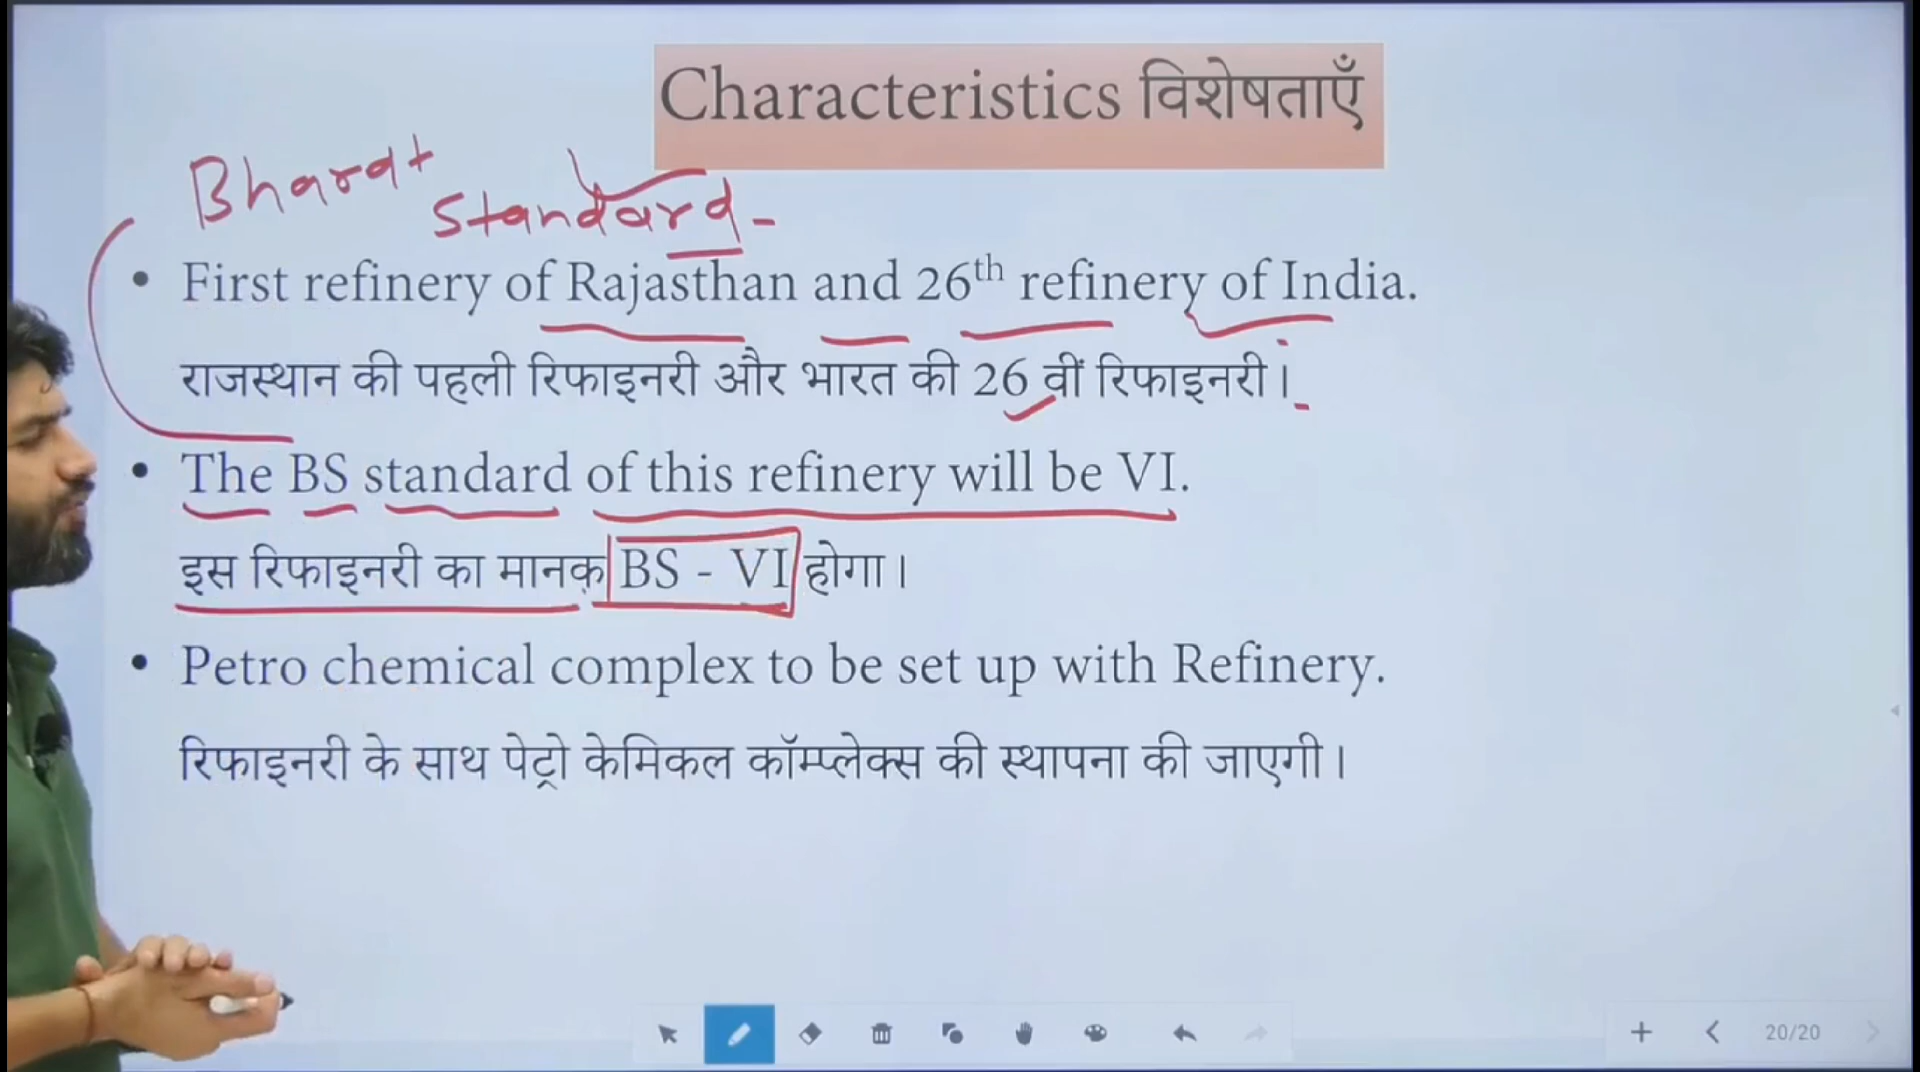 Characteristics विशेषताएँ
Bharat
Standard -
• First refinery of Rajasthan and 26th refinery of India.
राजस्थान की पहली रिफाइनरी और भारत की 26 वीं रिफाइनरी।
• The BS standard of this refinery will be VI.
इस रिफाइनरी का मानक BS - VI होगा।
• Petro chemical complex to be set up with Refinery.
रिफाइनरी के साथ पेट्रो केमिकल कॉम्प्लेक्स की स्थापना की जाएगी।
20/20